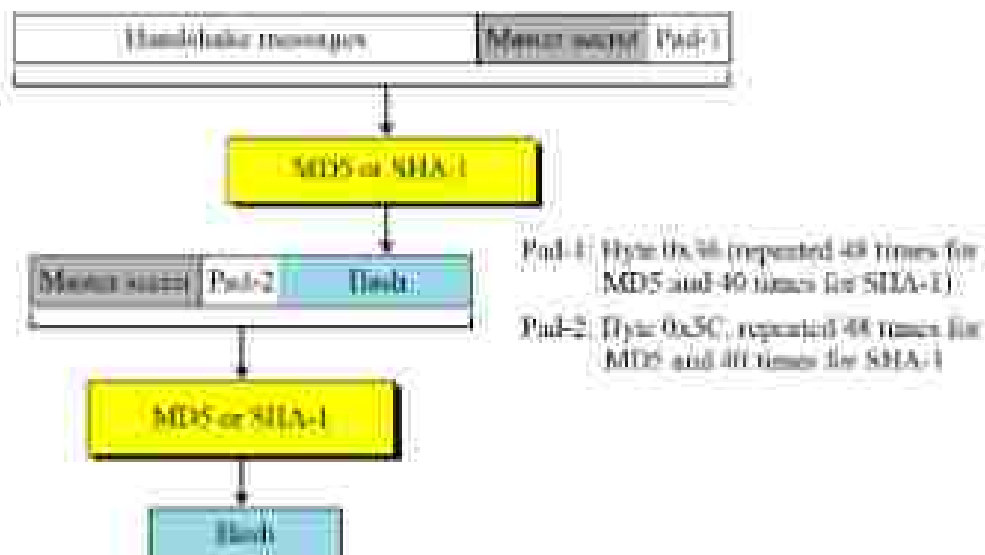 Handshake messages Master secret Pad-1
MD5 or SHA-1
Master secret Pad-2 Hash
Pad-1: Byte 0x36 (repeated 48 times for
MD5 and 40 times for SHA-1)
Pad-2: Byte 0x5C, repeated 48 times for
MD5 and 40 times for SHA-1
MD5 or SHA-1
Hash